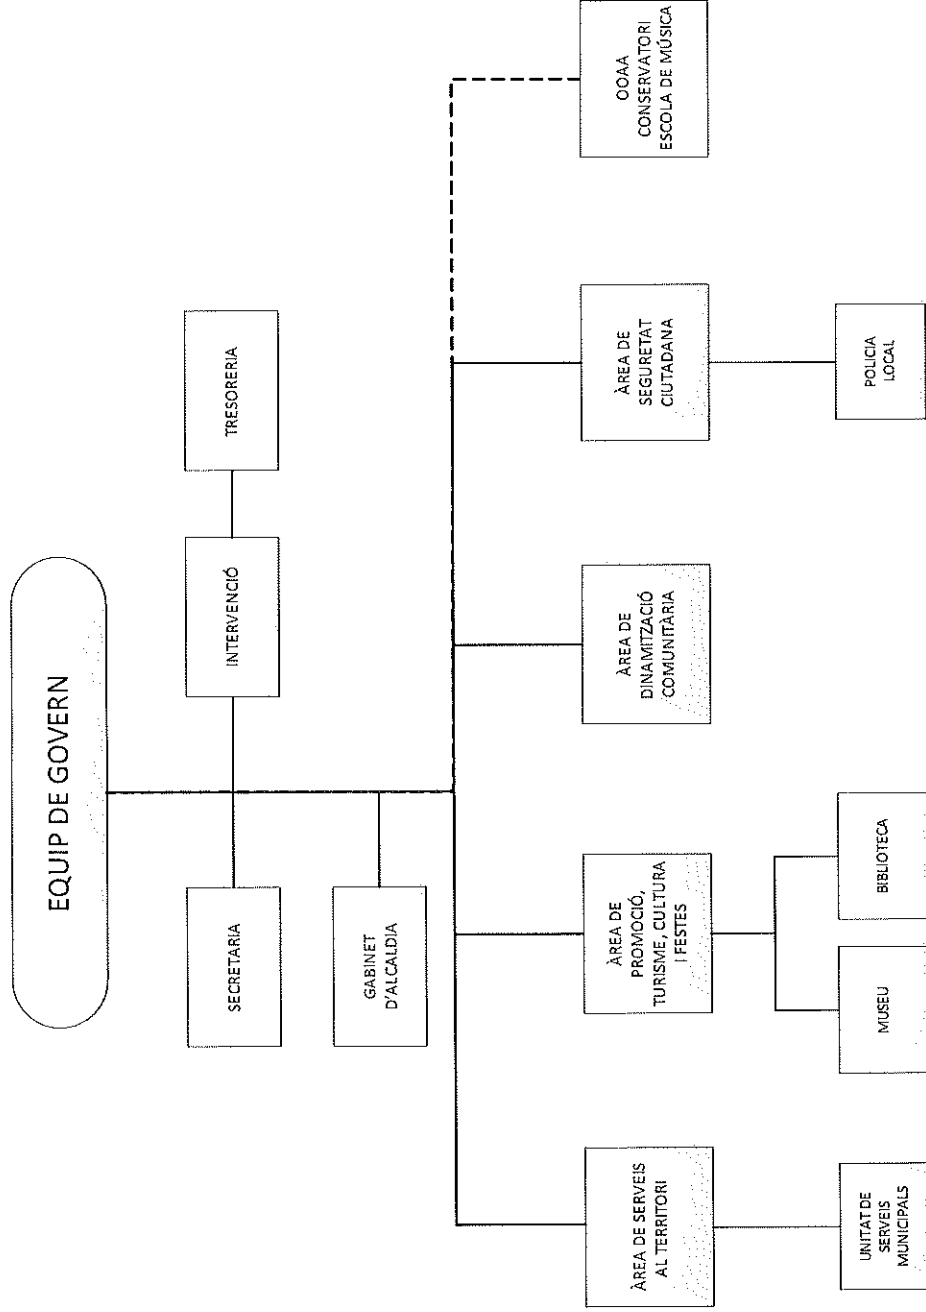 EQUIP DE GOVERN
SECRETARIA
INTERVENCIÓ
TRESORERIA
GABINET
D'ALCALDIA
ÀREA DE SERVEIS
AL TERRITORI
ÀREA DE
PROMOCIÓ,
TURISME, CULTURA
I FESTES
ÀREA DE
DINAMITZACIÓ
COMUNITÀRIA
ÀREA DE
SEGURETAT
CIUTADANA
OOAA
CONSERVATORI
ESCOLA DE MÚSICA
UNITAT DE
SERVEIS
MUNICIPALS
MUSEU
BIBLIOTECA
POLICIA
LOCAL